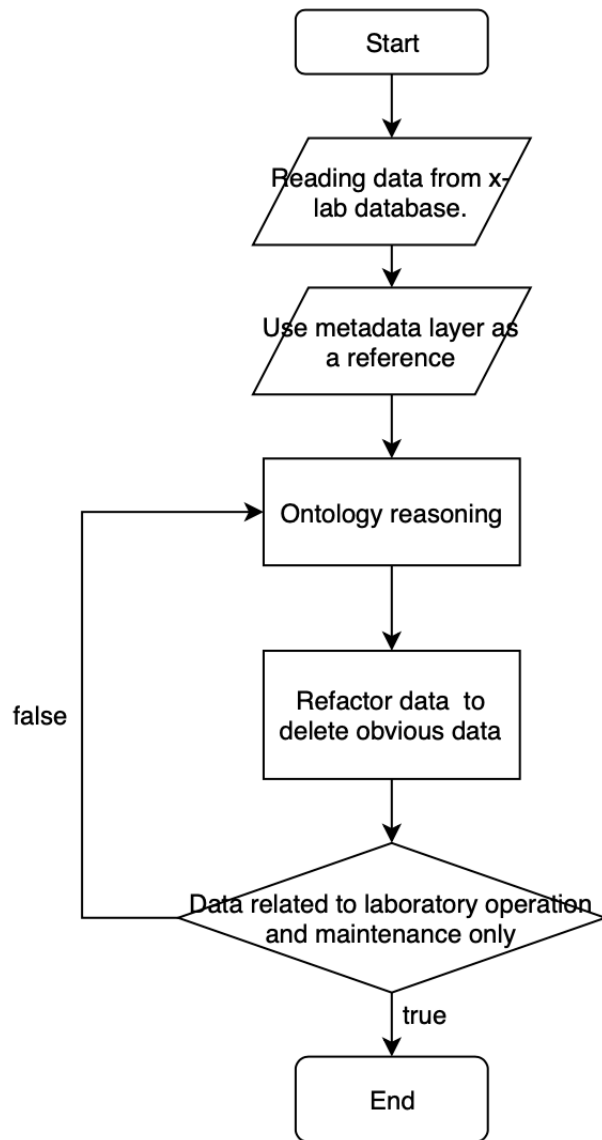 Start
Reading data from x-
lab database.
Use metadata layer as
a reference
Ontology reasoning
Refactor data to
delete obvious data
false
Data related to laboratory operation
and maintenance only
true
End